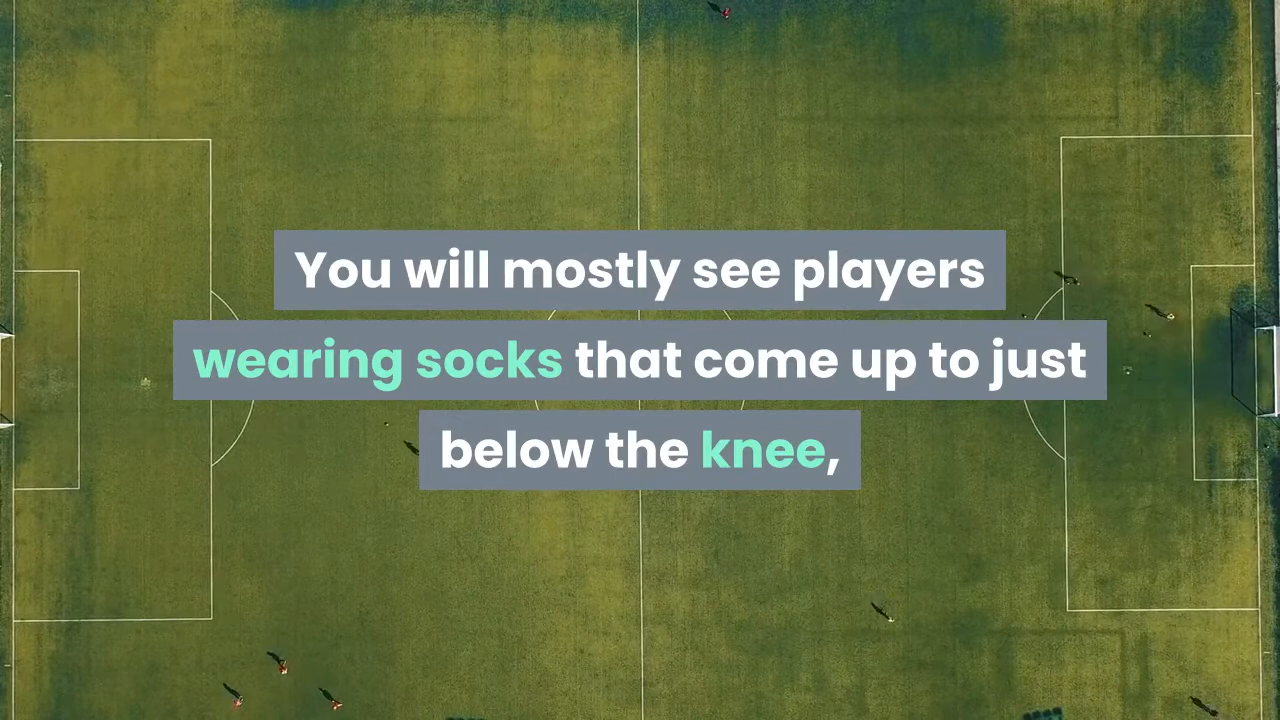 You will mostly see players
wearing socks that come up to just
below the knee,